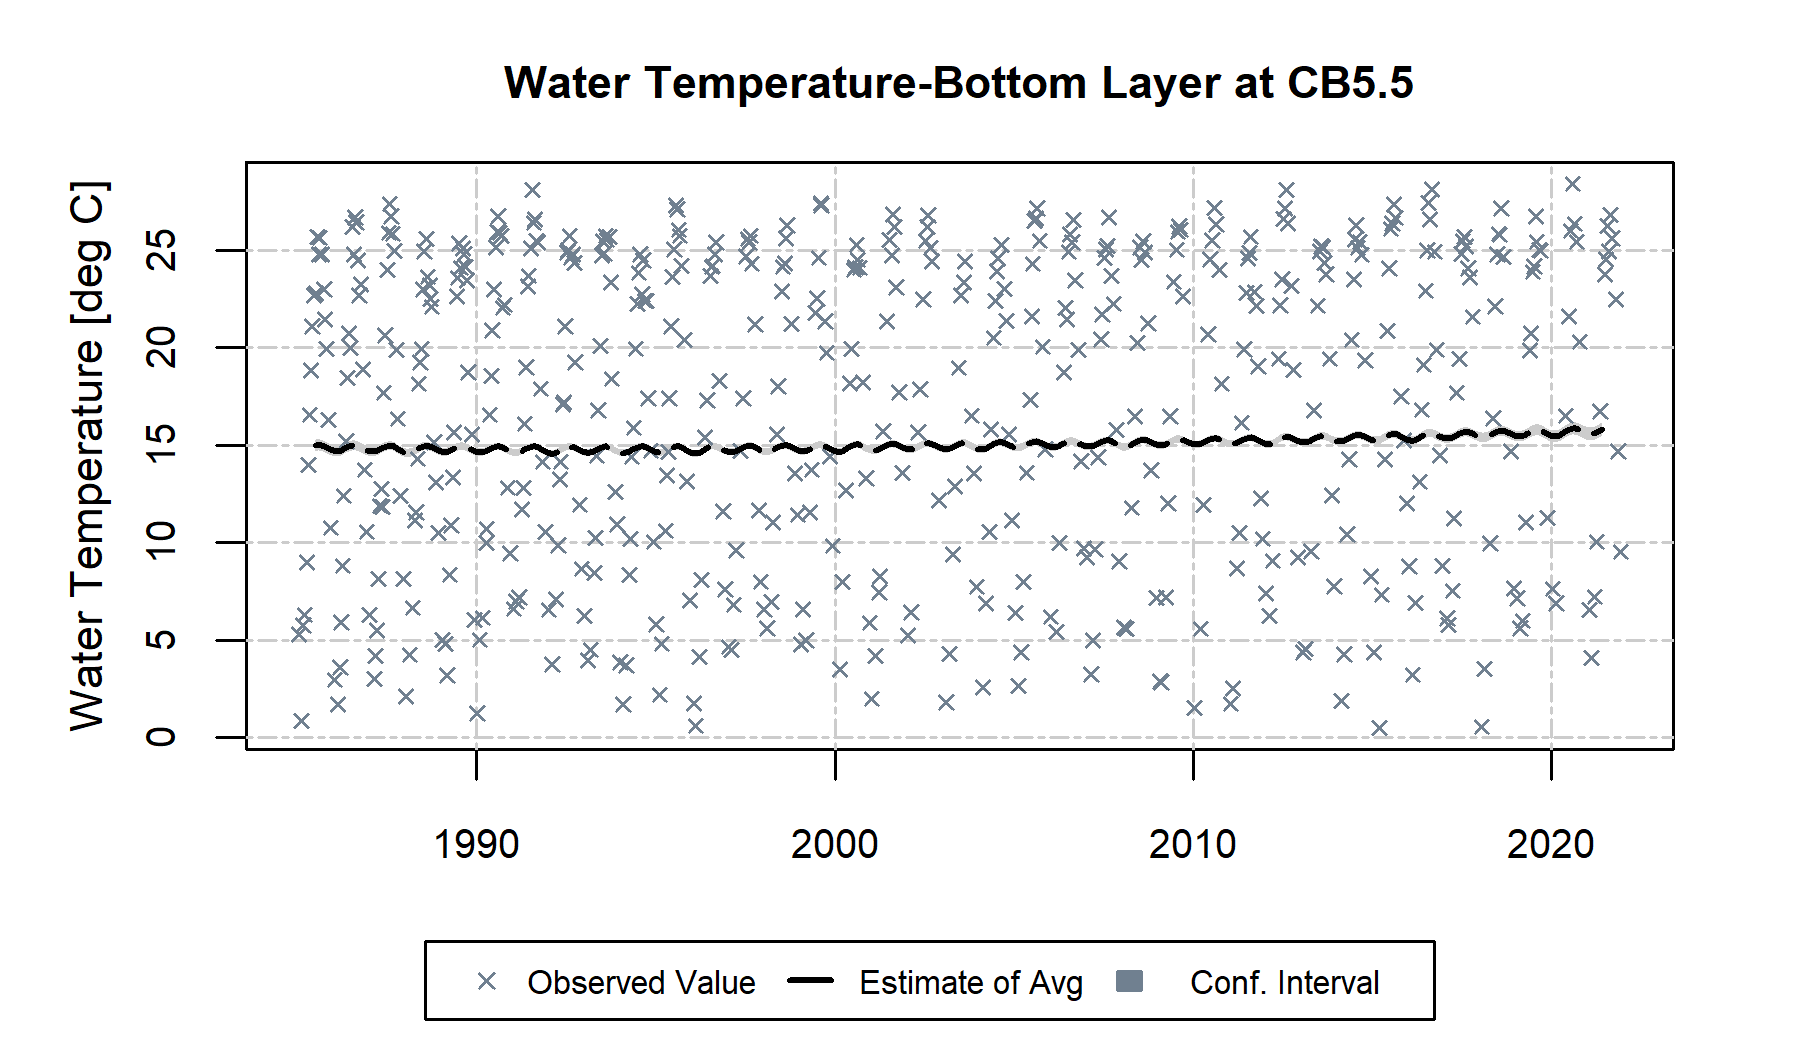 Water Temperature-Bottom Layer at CB5.5
Water Temperature [deg C]
25
20
15
10
5
0
1990 2000 2010 2020
Observed Value Estimate of Avg Conf. Interval